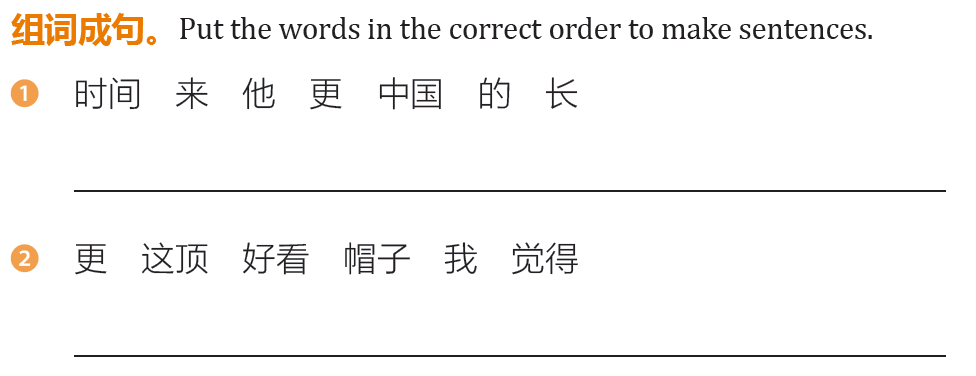 组词成句。 Put the words in the correct order to make sentences.
1 时间 来 他 更 中国 的 长
2 更 这顶 好看 帽子 我 觉得